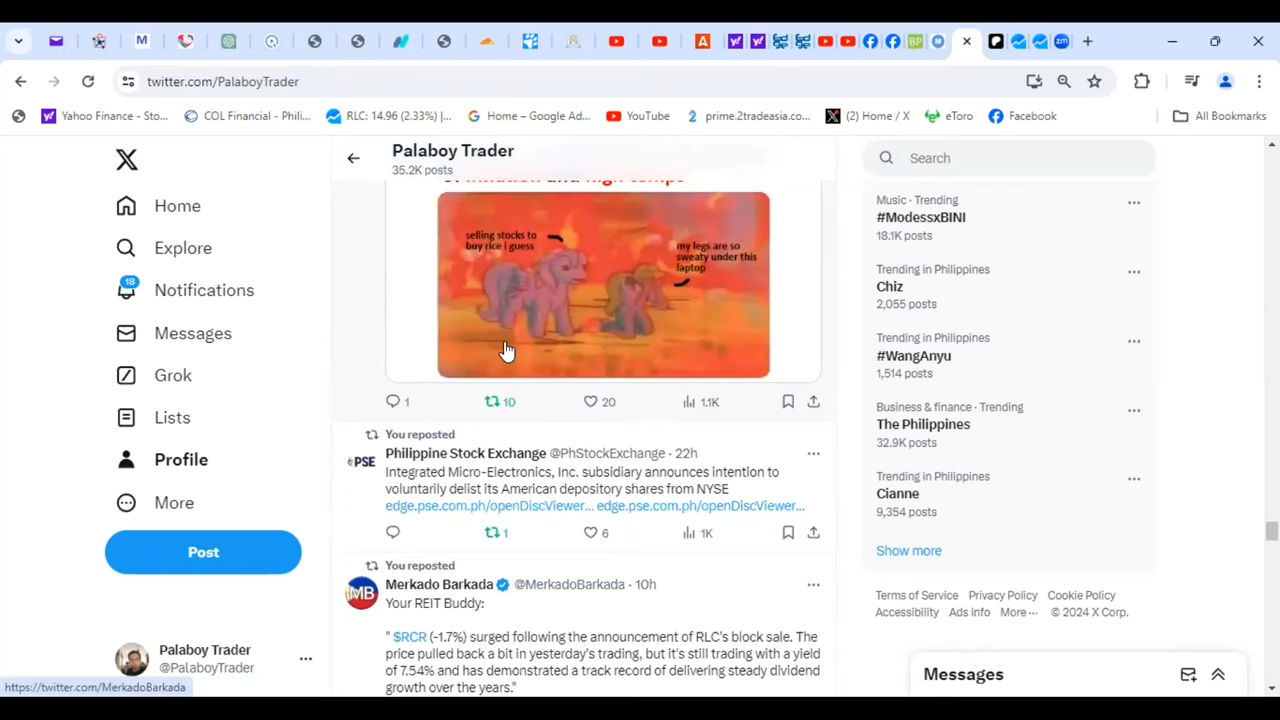 twitter.com/PalaboyTrader
Yahoo Finance - Sto...
COL Financial - Phili...
RLC: 14.96 (2.33%) |...
Home – Google Ad...
YouTube
prime.2tradeasia.co...
(2) Home / X
eToro
Facebook
All Bookmarks
Home
Explore
18
Notifications
Messages
Grok
Lists
Profile
More
Post
Palaboy Trader
@PalaboyTrader
https://twitter.com/MerkadoBarkada
Palaboy Trader
35.2K posts
of inflation and high temps
selling stocks to
buy rice i guess
my legs are so
sweaty under this
laptop
1 10 20 1.1K
You reposted
Philippine Stock Exchange @PhStockExchange · 22h
Integrated Micro-Electronics, Inc. subsidiary announces intention to
voluntarily delist its American depository shares from NYSE
edge.pse.com.ph/openDiscViewer... edge.pse.com.ph/openDiscViewer...
PSE
1 6 1K
You reposted
MB
Merkado Barkada @MerkadoBarkada · 10h
Your REIT Buddy:
" $RCR (-1.7%) surged following the announcement of RLC's block sale. The
price pulled back a bit in yesterday's trading, but it's still trading with a yield
of 7.54% and has demonstrated a track record of delivering steady dividend
growth over the years."
Search
Music · Trending
#ModessxBINI
18.1K posts
Trending in Philippines
Chiz
2,055 posts
Trending in Philippines
#WangAnyu
1,514 posts
Business & finance · Trending
The Philippines
32.9K posts
Trending in Philippines
Cianne
9,354 posts
Show more
Terms of Service Privacy Policy Cookie Policy
Accessibility Ads info More ··· © 2024 X Corp.
Messages